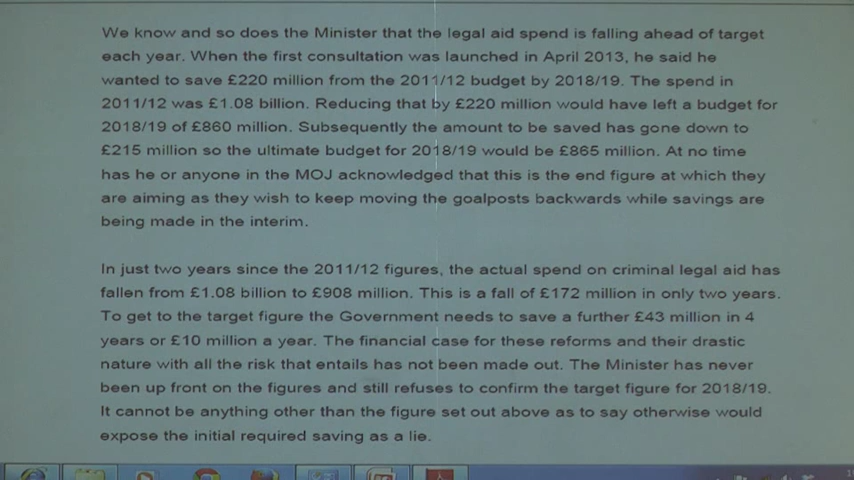 We know and so does the Minister that the legal aid spend is falling ahead of target
each year. When the first consultation was launched in April 2013, he said he
wanted to save £220 million from the 2011/12 budget by 2018/19. The spend in
2011/12 was £1.08 billion. Reducing that by £220 million would have left a budget for
2018/19 of £860 million. Subsequently the amount to be saved has gone down to
£215 million so the ultimate budget for 2018/19 would be £865 million. At no time
has he or anyone in the MOJ acknowledged that this is the end figure at which they
are aiming as they wish to keep moving the goalposts backwards while savings are
being made in the interim.
In just two years since the 2011/12 figures, the actual spend on criminal legal aid has
fallen from £1.08 billion to £908 million. This is a fall of £172 million in only two years.
To get to the target figure the Government needs to save a further £43 million in 4
years or £10 million a year. The financial case for these reforms and their drastic
nature with all the risk that entails has not been made out. The Minister has never
been up front on the figures and still refuses to confirm the target figure for 2018/19.
It cannot be anything other than the figure set out above as to say otherwise would
expose the initial required saving as a lie.